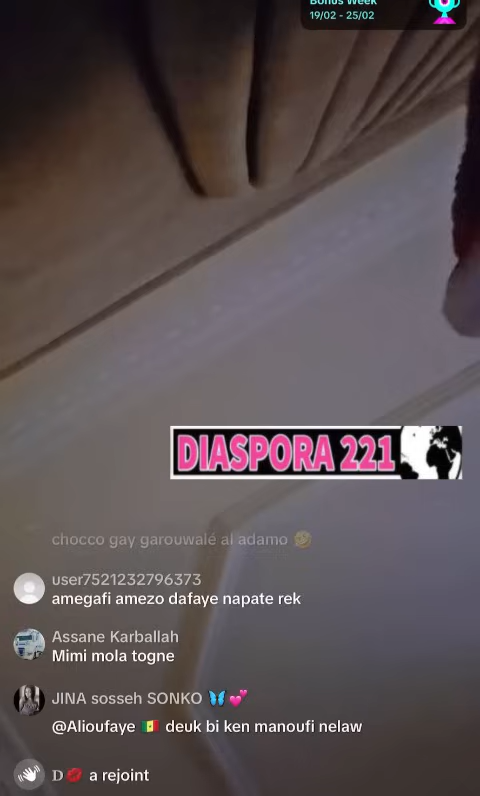 Bonus Week
19/02 - 25/02
DIASPORA 221
chocco gay garouwalé al adamo 🤣
user7521232796373
amegafi amezo dafaye napate rek
Assane Karballah
Mimi mola togne
JINA sosseh SONKO 🦋💕
@Alioufaye 🇸🇳 deuk bi ken manoufi nelaw
D 💋 a rejoint